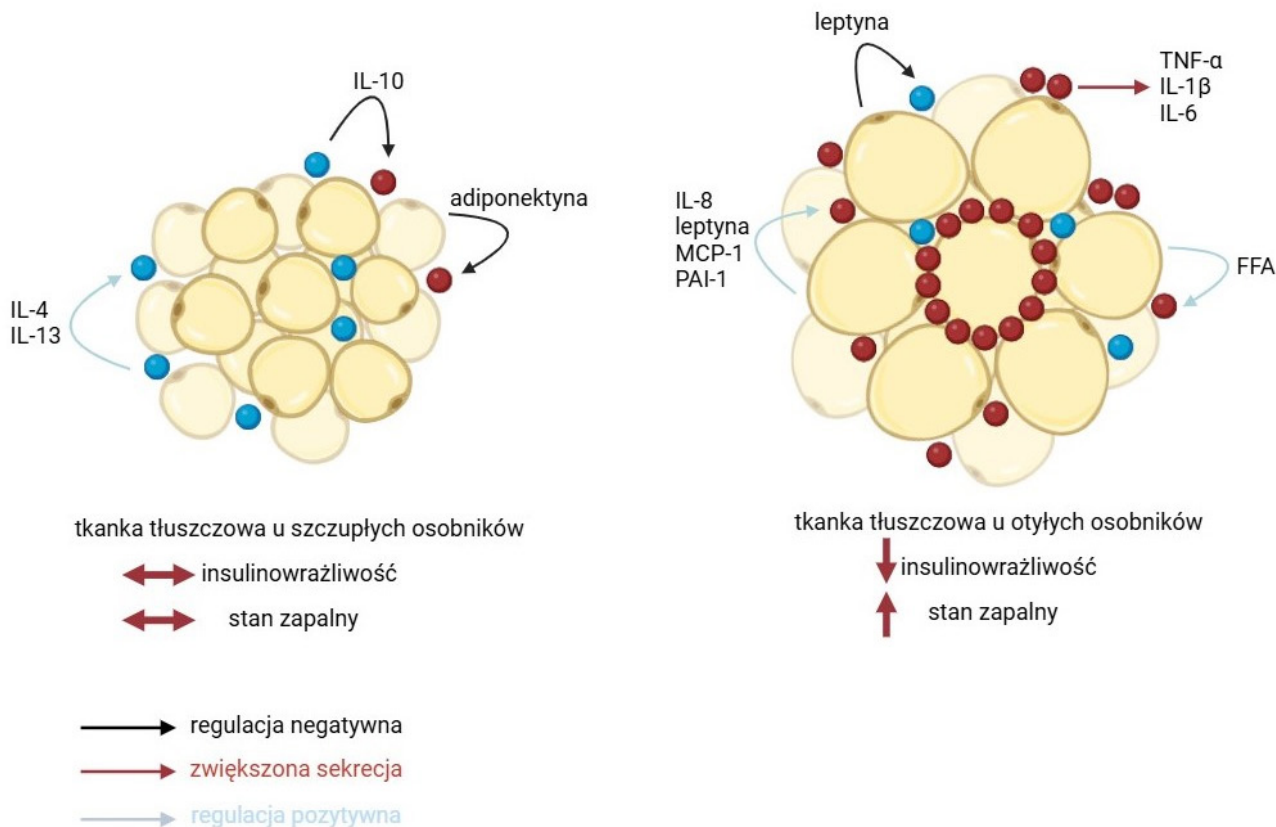 IL-10
adiponektyna
IL-4
IL-13
tkanka tłuszczowa u szczupłych osobników
insulinowrażliwość
stan zapalny
leptyna
TNF-α
IL-1β
IL-6
IL-8
leptyna
MCP-1
PAI-1
FFA
tkanka tłuszczowa u otyłych osobników
insulinowrażliwość
stan zapalny
regulacja negatywna
zwiększona sekrecja
regulacja pozytywna